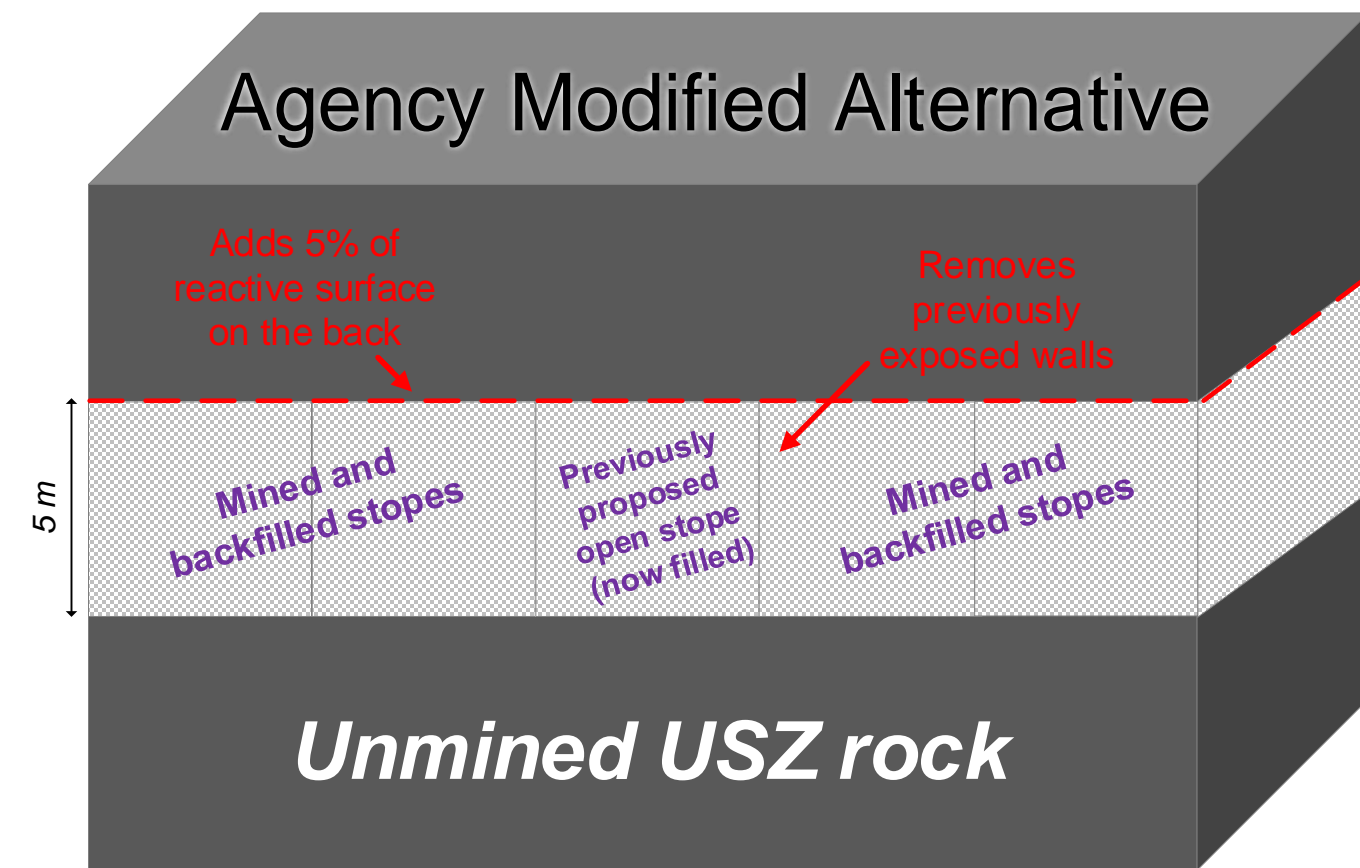 Agency Modified Alternative
Adds 5% of
reactive surface
on the back
Removes
previously
exposed walls
5 m
Mined and
backfilled stopes
Previously
proposed
open stope
(now filled)
Mined and
backfilled stopes
Unmined USZ rock